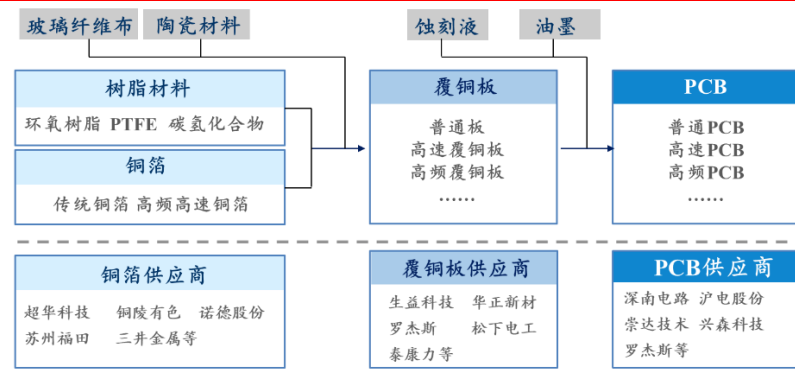 玻璃纤维布 陶瓷材料 蚀刻液 油墨
树脂材料
环氧树脂 PTFE 碳氢化合物
铜箔
传统铜箔 高频高速铜箔
覆铜板
普通板
高速覆铜板
高频覆铜板
……
PCB
普通PCB
高速PCB
高频PCB
……
铜箔供应商
超华科技 铜陵有色 诺德股份
苏州福田 三井金属等
覆铜板供应商
生益科技 华正新材
罗杰斯 松下电工
泰康力等
PCB供应商
深南电路 沪电股份
崇达技术 兴森科技
罗杰斯等